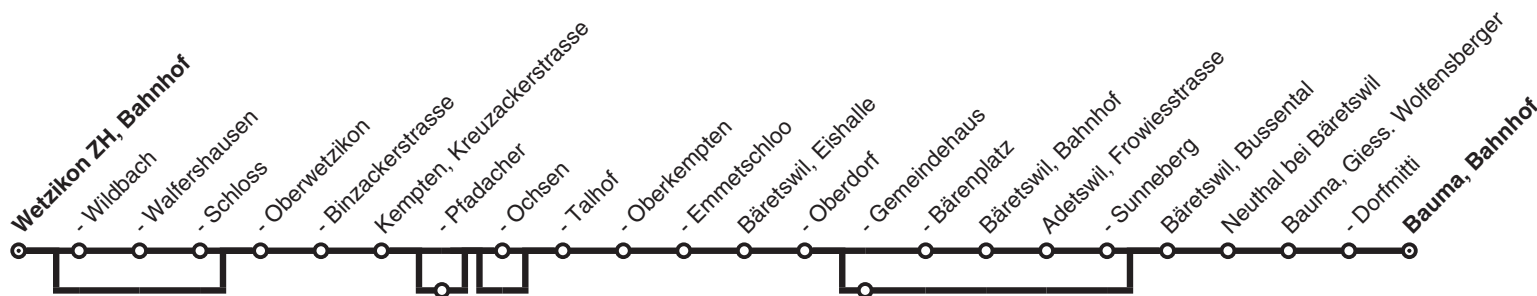 Wetzikon ZH, Bahnhof
- Wildbach
- Walfershausen
- Schloss
- Oberwetzikon
- Binzackerstrasse
Kempten, Kreuzackerstrasse
- Pfadacher
- Ochsen
- Talhof
- Oberkempten
- Emmetschloo
Bäretswil, Eishalle
- Oberdorf
- Gemeindehaus
- Bärenplatz
Bäretswil, Bahnhof
Adetswil, Frowiesstrasse
- Sunneberg
Bäretswil, Bussental
Neuthal bei Bäretswil
Bauma, Giess. Wolfensberger
- Dorfmitti
Bauma, Bahnhof